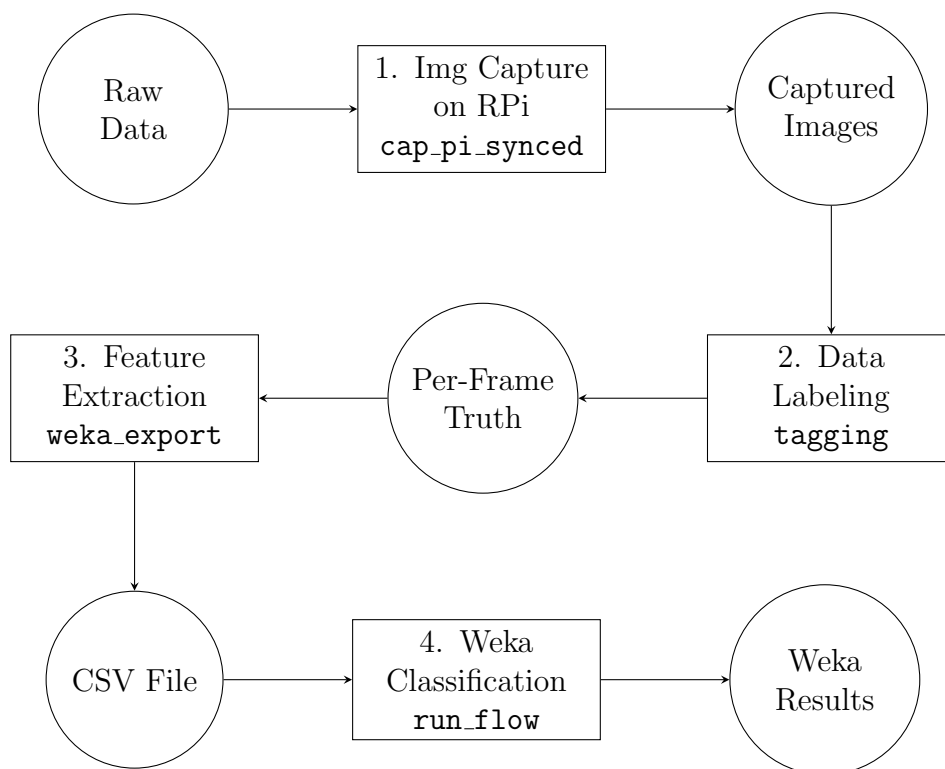 Raw
Data
1. Img Capture
on RPi
cap_pi_synced
Captured
Images
2. Data
Labeling
tagging
Per-Frame
Truth
3. Feature
Extraction
weka_export
CSV File
4. Weka
Classification
run_flow
Weka
Results